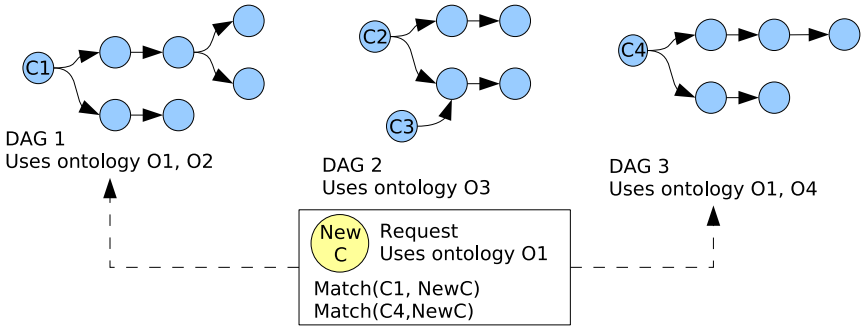 C1
DAG 1
Uses ontology O1, O2
C2
C3
DAG 2
Uses ontology O3
C4
DAG 3
Uses ontology O1, O4
New
C
Request
Uses ontology O1
Match(C1, NewC)
Match(C4,NewC)